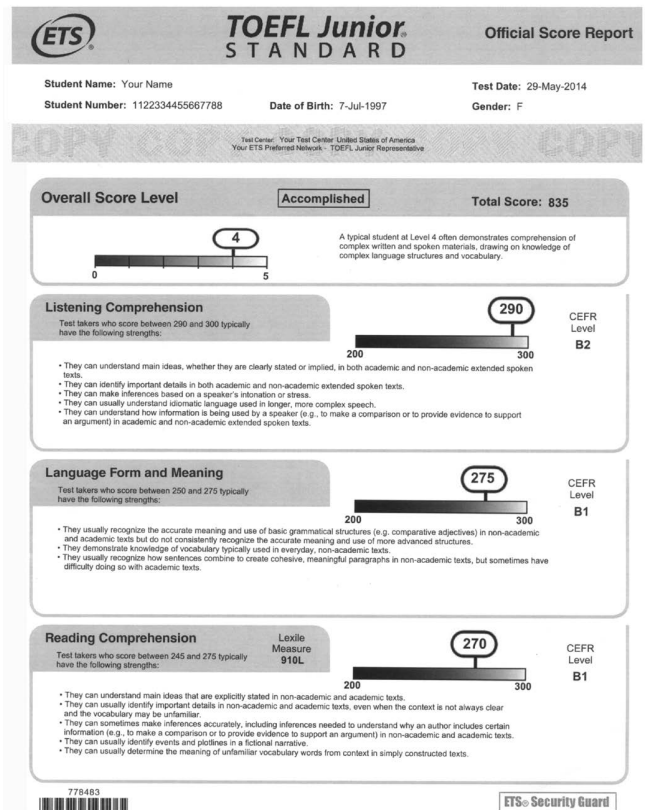 ETS®
TOEFL Junior®
STANDARD
Official Score Report
Student Name: Your Name
Test Date: 29-May-2014
Student Number: 1122334455667788
Date of Birth: 7-Jul-1997
Gender: F
COPY COPY COPY
Test Center: Your Test Center United States of America
Your ETS Preferred Network - TOEFL Junior Representative
Overall Score Level
Accomplished
Total Score: 835
4
0
5
A typical student at Level 4 often demonstrates comprehension of
complex written and spoken materials, drawing on knowledge of
complex language structures and vocabulary.
Listening Comprehension
Test takers who score between 290 and 300 typically
have the following strengths:
290
200
300
CEFR
Level
B2
• They can understand main ideas, whether they are clearly stated or implied, in both academic and non-academic extended spoken
texts.
• They can identify important details in both academic and non-academic extended spoken texts.
• They can make inferences based on a speaker's intonation or stress.
• They can usually understand idiomatic language used in longer, more complex speech.
• They can understand how information is being used by a speaker (e.g., to make a comparison or to provide evidence to support
an argument) in academic and non-academic extended spoken texts.
Language Form and Meaning
Test takers who score between 250 and 275 typically
have the following strengths:
275
200
300
CEFR
Level
B1
• They usually recognize the accurate meaning and use of basic grammatical structures (e.g. comparative adjectives) in non-academic
and academic texts but do not consistently recognize the accurate meaning and use of more advanced structures.
• They demonstrate knowledge of vocabulary typically used in everyday, non-academic texts.
• They usually recognize how sentences combine to create cohesive, meaningful paragraphs in non-academic texts, but sometimes have
difficulty doing so with academic texts.
Reading Comprehension
Test takers who score between 245 and 275 typically
have the following strengths:
Lexile
Measure
910L
270
200
300
CEFR
Level
B1
• They can understand main ideas that are explicitly stated in non-academic and academic texts.
• They can usually identify important details in non-academic and academic texts, even when the context is not always clear
and the vocabulary may be unfamiliar.
• They can sometimes make inferences accurately, including inferences needed to understand why an author includes certain
information (e.g., to make a comparison or to provide evidence to support an argument) in non-academic and academic texts.
• They can usually identify events and plotlines in a fictional narrative.
• They can usually determine the meaning of unfamiliar vocabulary words from context in simply constructed texts.
778483
ETS® Security Guard